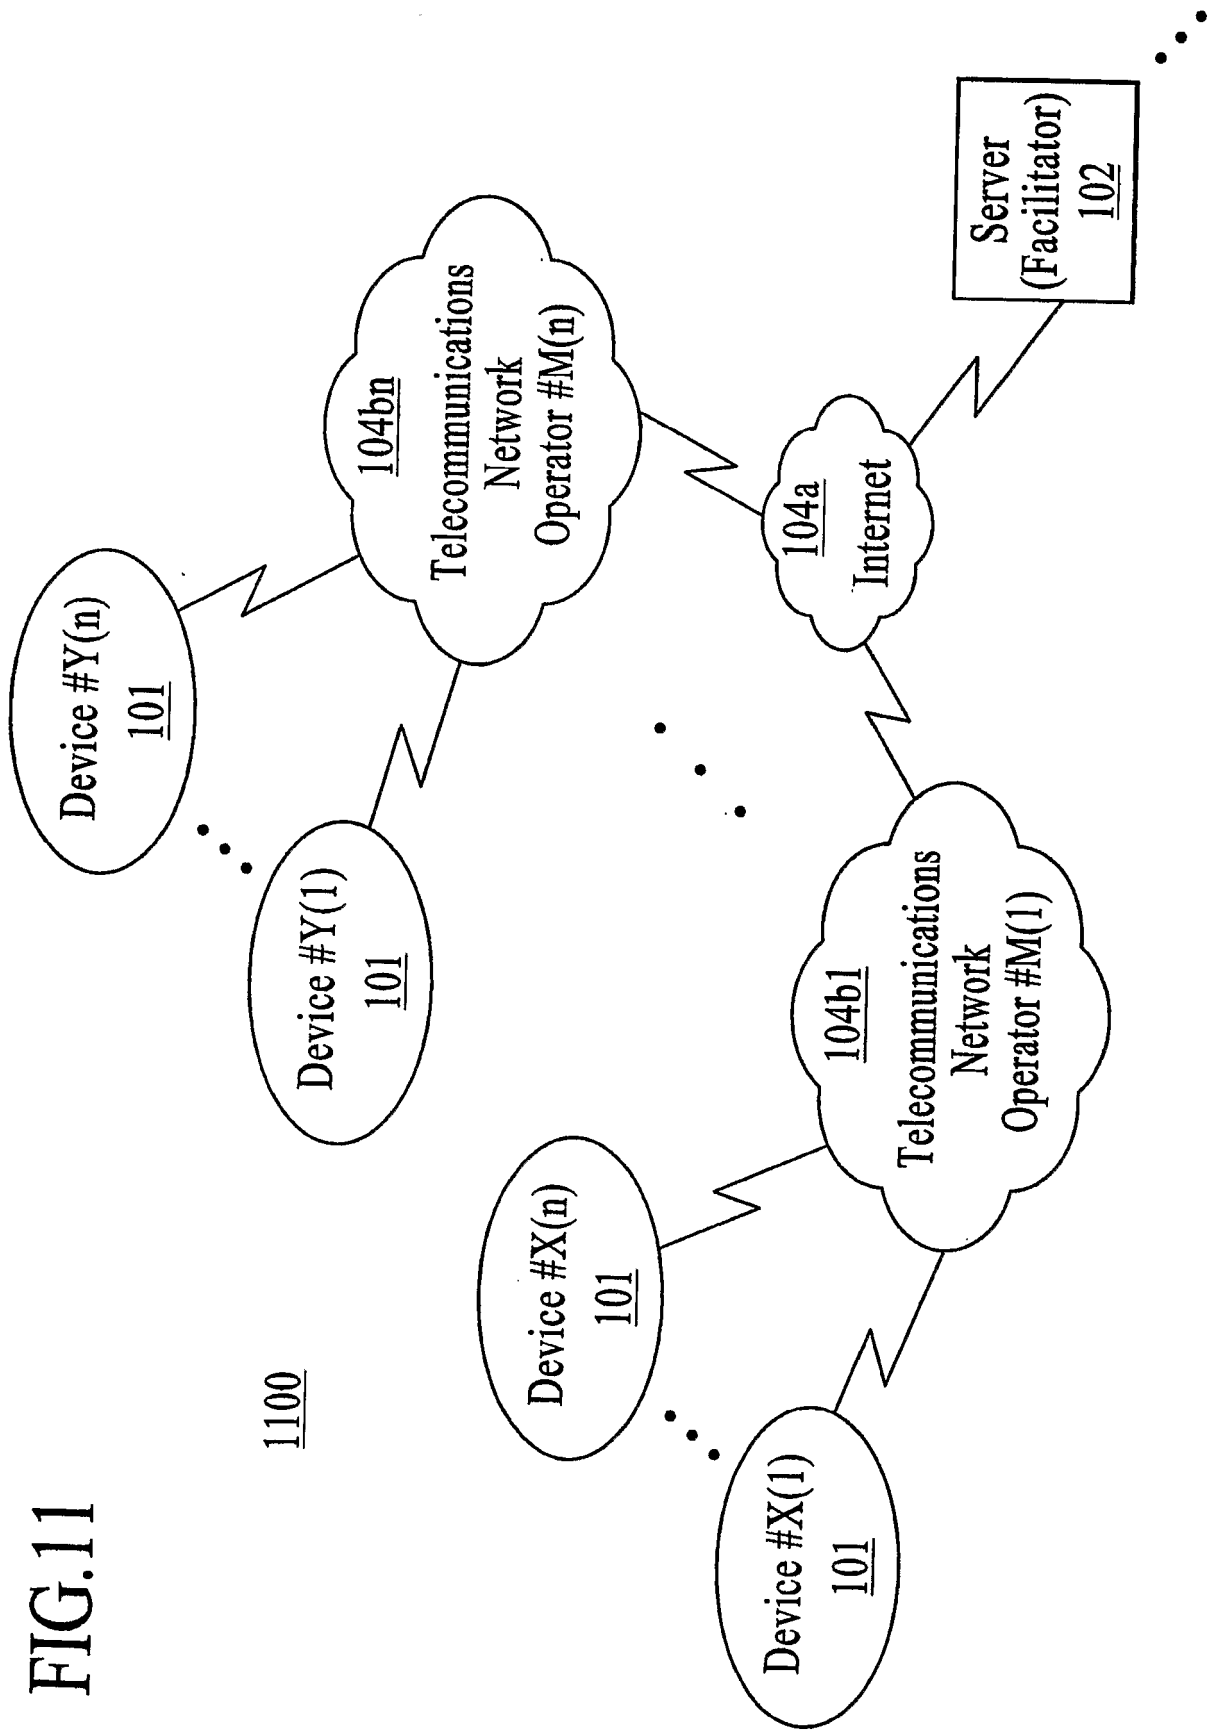 FIG.11
1100
Device #Y(n)
101
Device #Y(1)
101
104bn
Telecommunications
Network
Operator #M(n)
Device #X(n)
101
Device #X(1)
101
104b1
Telecommunications
Network
Operator #M(1)
104a
Internet
Server
(Facilitator)
102